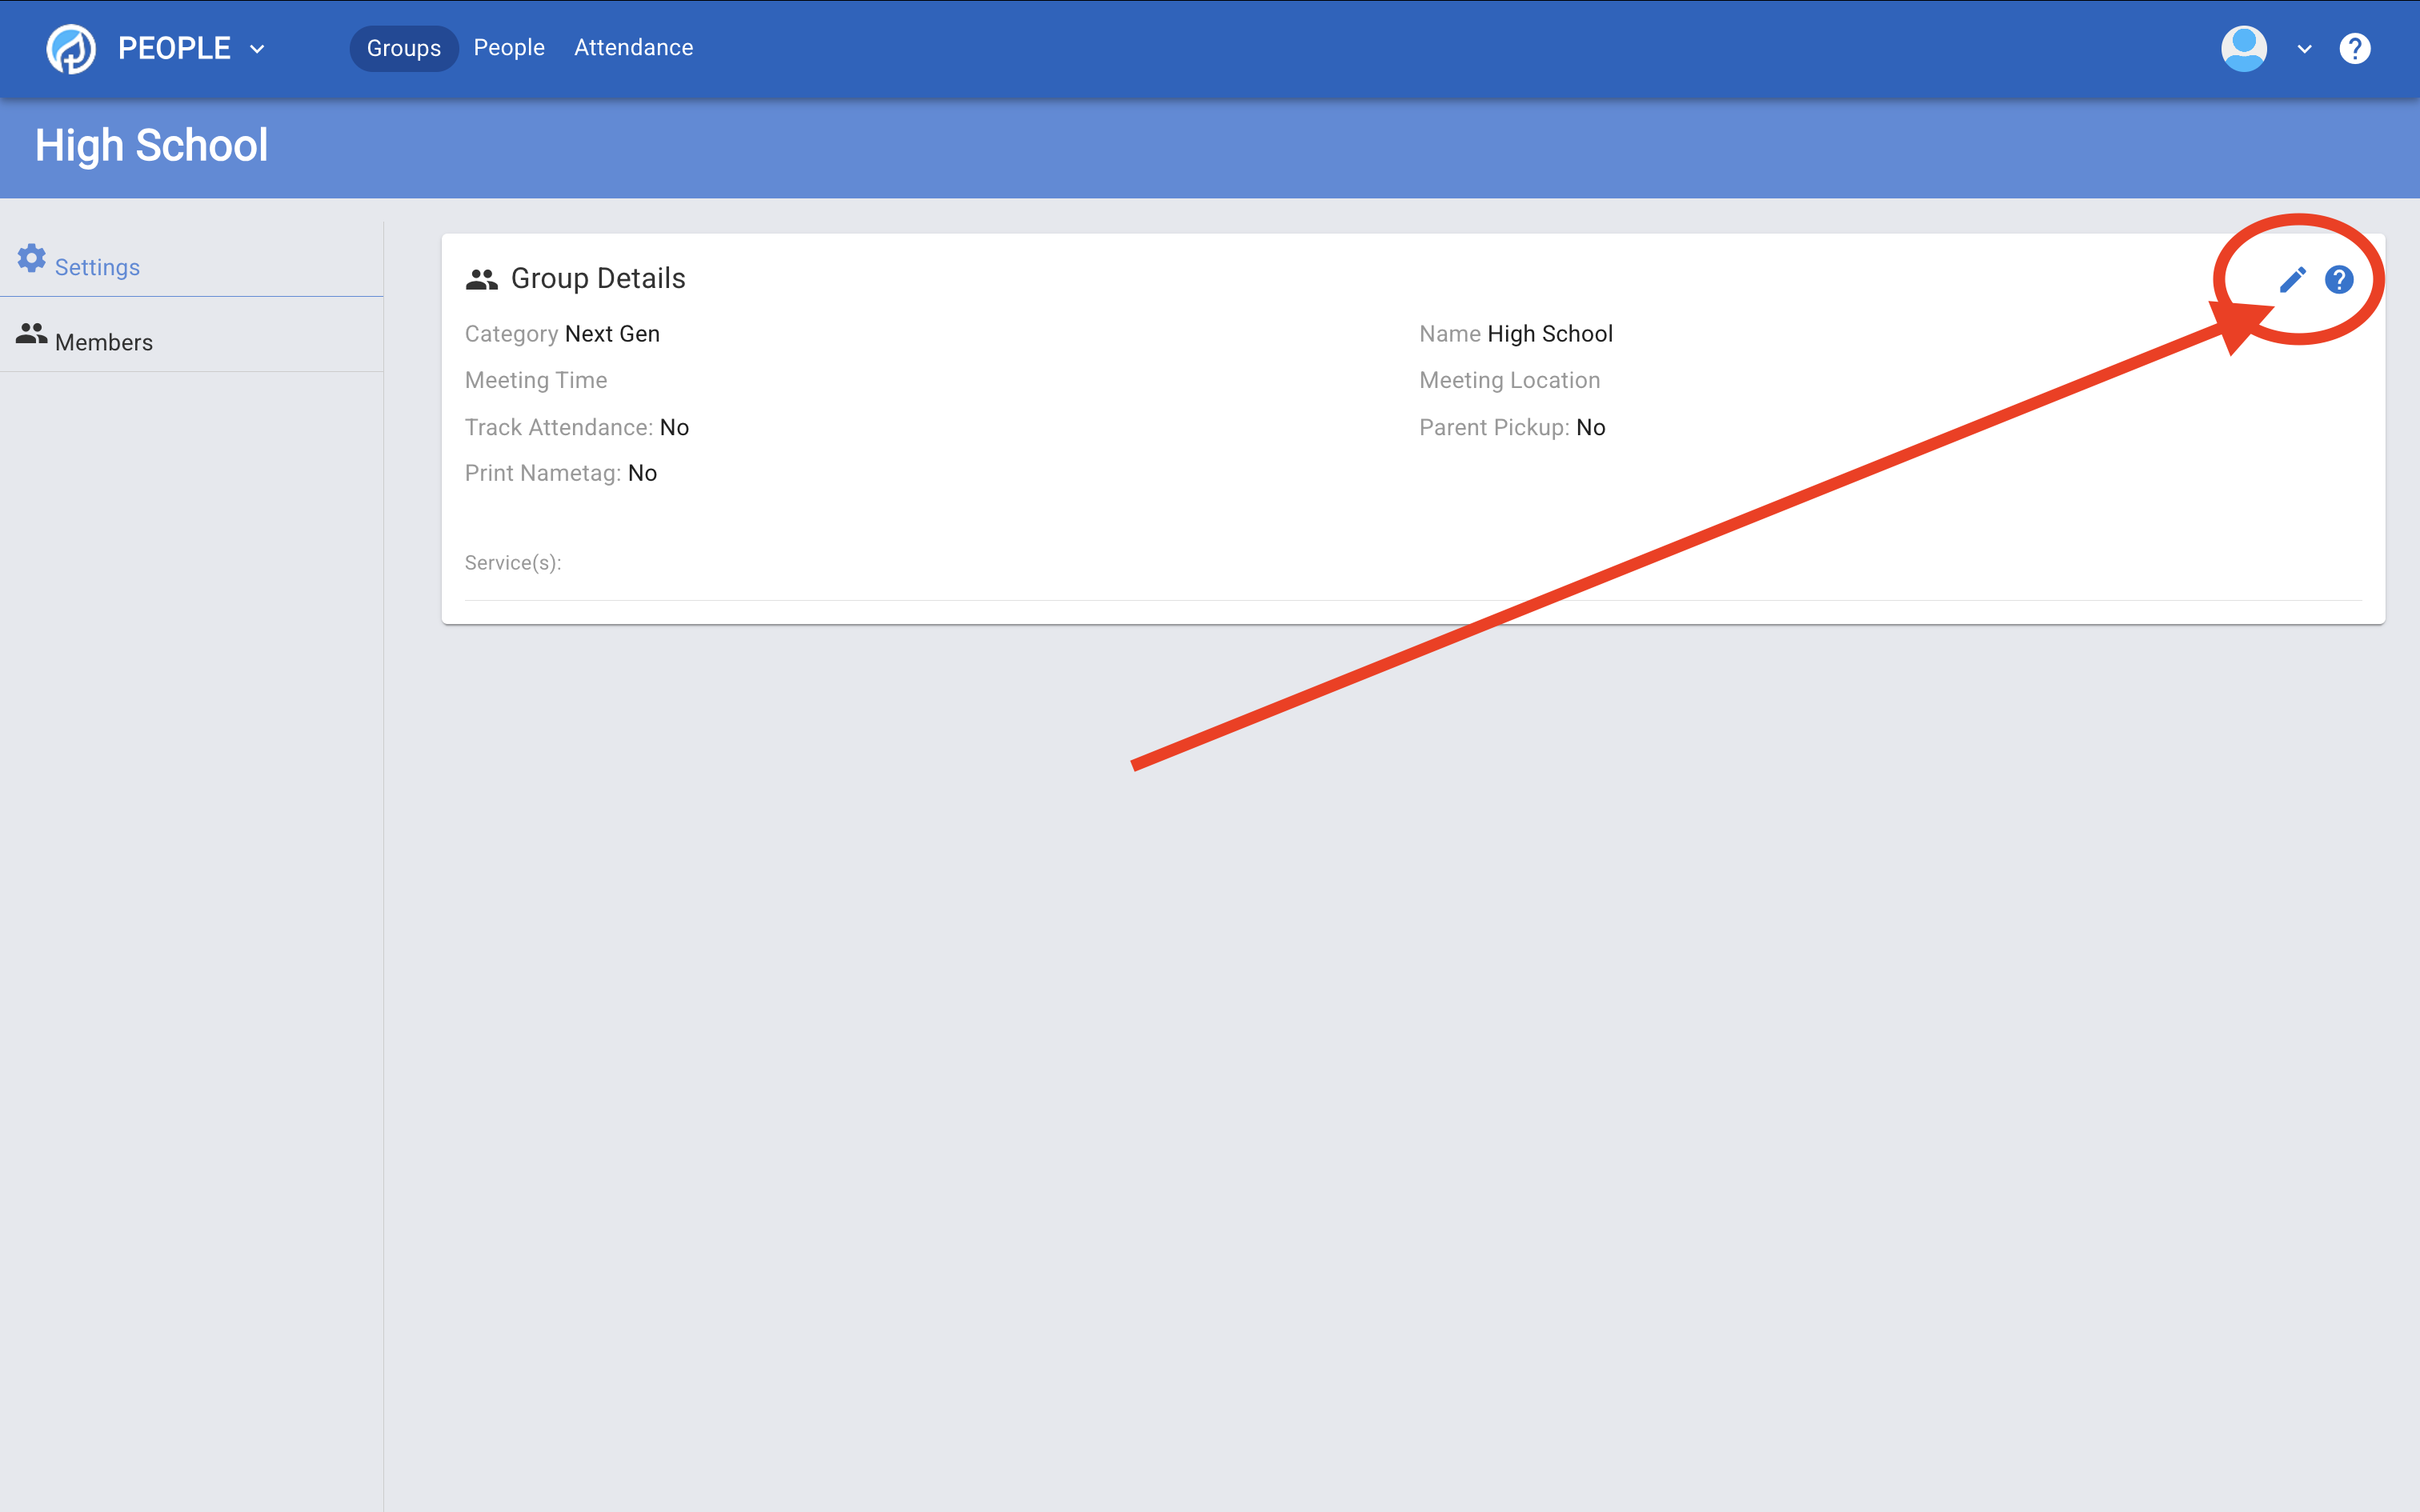 PEOPLE Groups People Attendance
High School
Settings
Members
Group Details
Category Next Gen Name High School
Meeting Time Meeting Location
Track Attendance: No Parent Pickup: No
Print Nametag: No
Service(s):